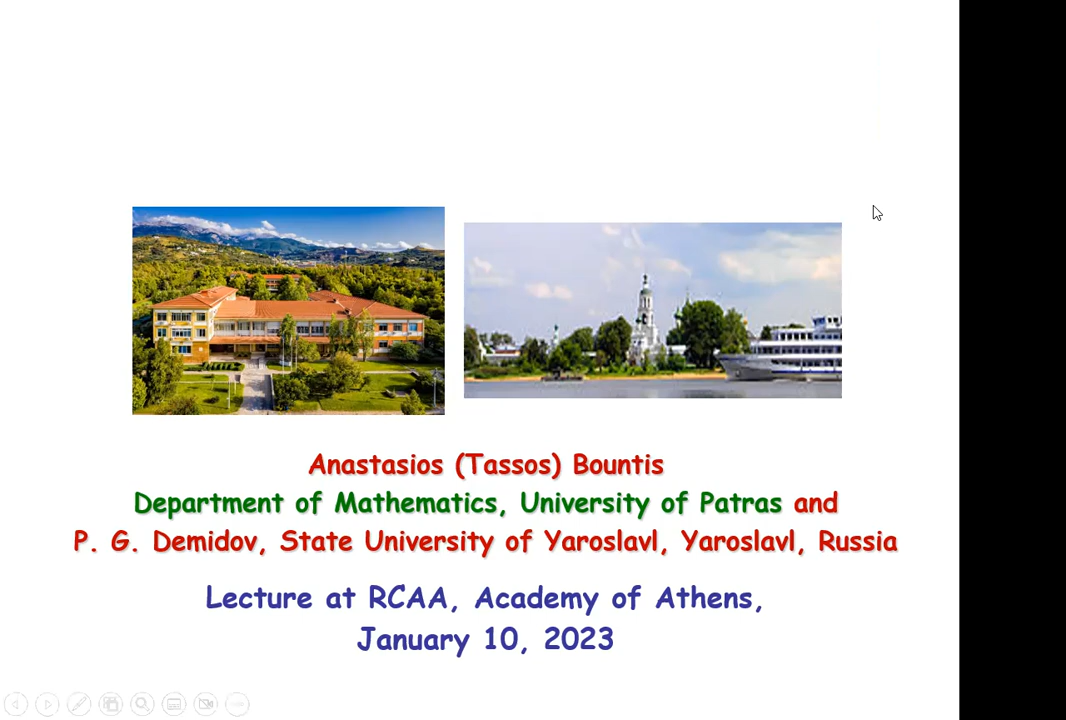 Anastasios (Tassos) Bountis
Department of Mathematics, University of Patras and
P. G. Demidov, State University of Yaroslavl, Yaroslavl, Russia
Lecture at RCAA, Academy of Athens,
January 10, 2023